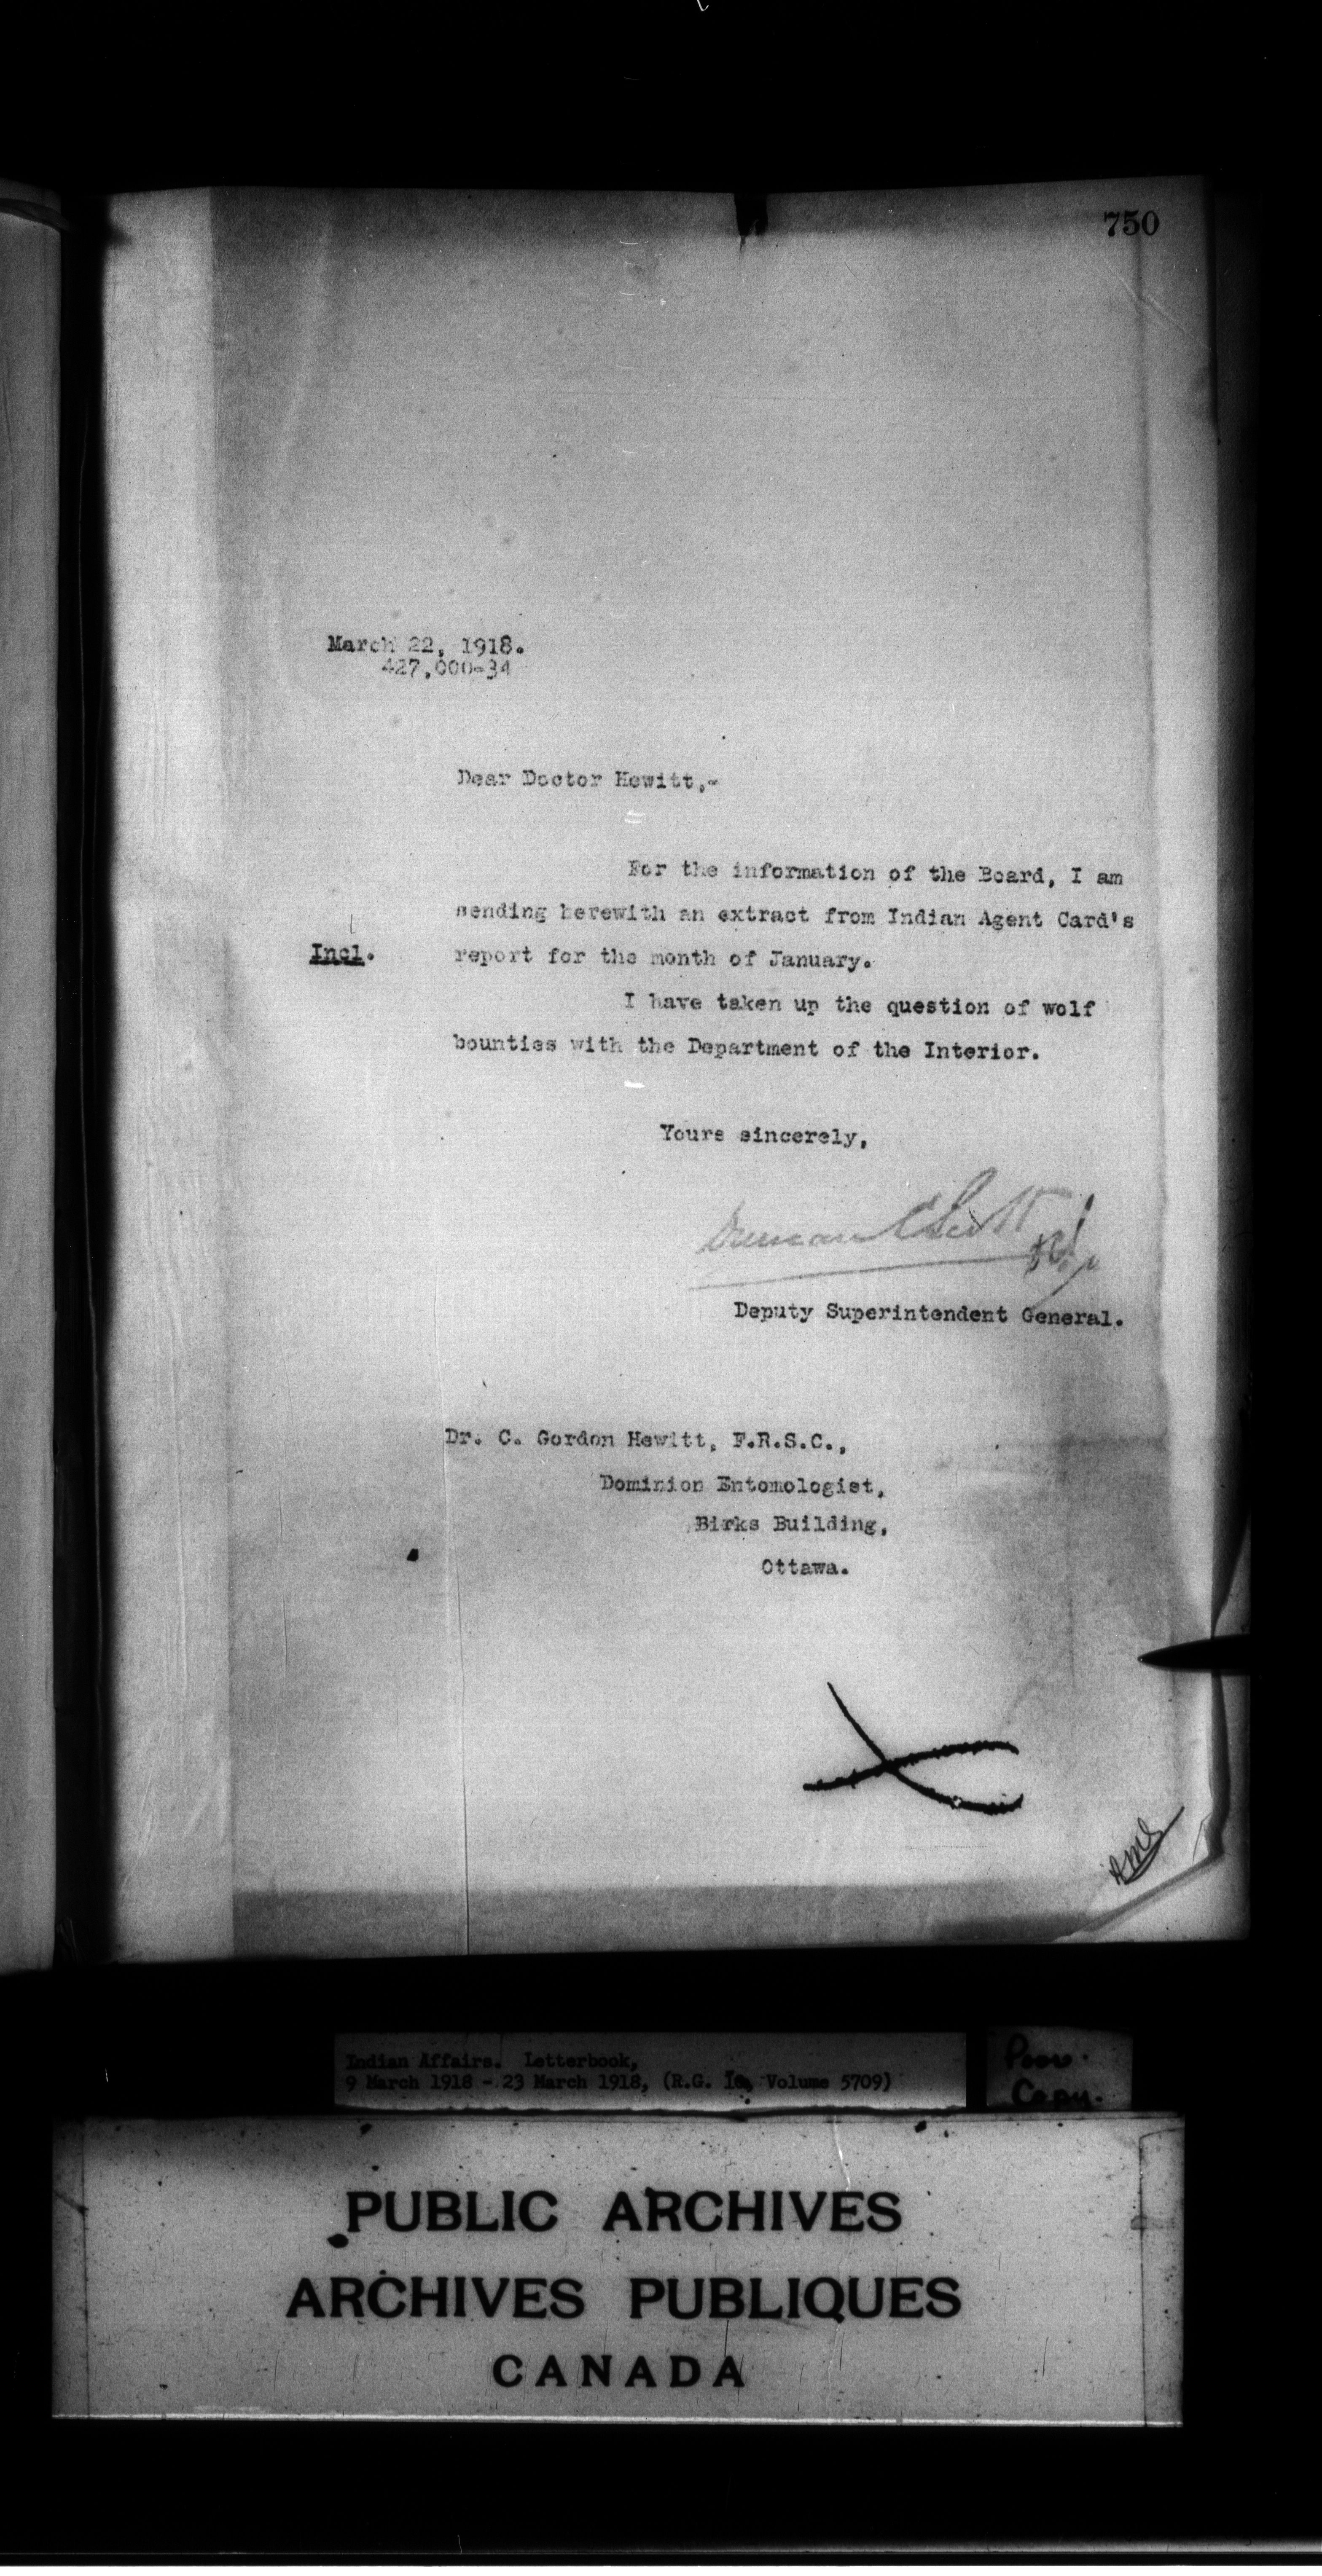 750
March 22, 1918.
427,000-34
Dear Doctor Hewitt,-
For the information of the Board, I am
sending herewith an extract from Indian Agent Card's
Incl. report for the month of January.
I have taken up the question of wolf
bounties with the Department of the Interior.
Yours sincerely,
Duncan C Scott
Deputy Superintendent General.
Dr. C. Gordon Hewitt, F.R.S.C.,
Dominion Entomologist,
Birks Building,
Ottawa.
AMS
Indian Affairs. Letterbook,
9 March 1918 - 23 March 1918, (R.G. 10, Volume 5709)
Poor
Copy.
PUBLIC ARCHIVES
ARCHIVES PUBLIQUES
CANADA